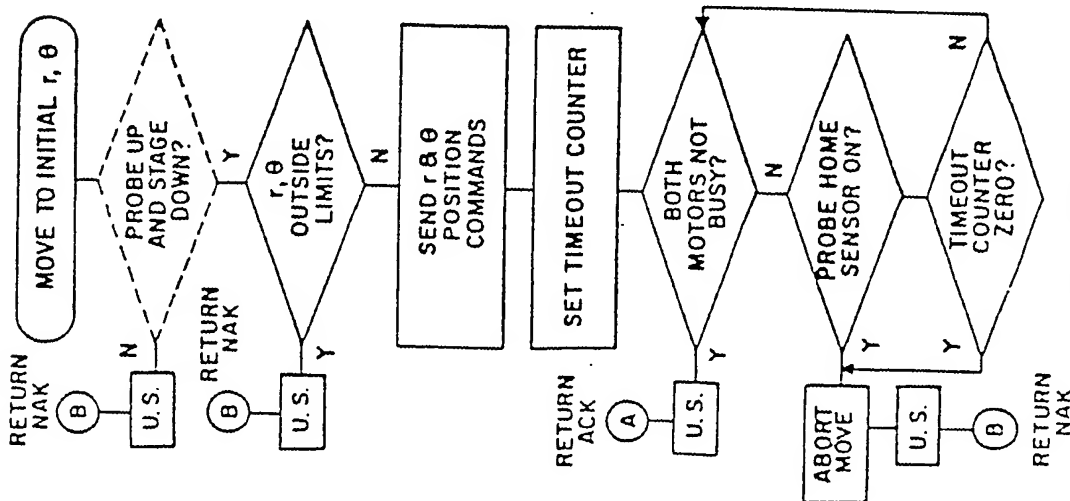 MOVE TO INITIAL r, θ
PROBE UP
AND STAGE
DOWN?
N
Y
RETURN
NAK
B
U.S.
r, θ
OUTSIDE
LIMITS?
Y
N
RETURN
NAK
B
U.S.
SEND r & θ
POSITION
COMMANDS
SET TIMEOUT COUNTER
BOTH
MOTORS NOT
BUSY?
Y
N
RETURN
ACK
A
U.S.
PROBE HOME
SENSOR ON?
Y
ABORT
MOVE
TIMEOUT
COUNTER
ZERO?
N
Y
U.S.
B
RETURN
NAK